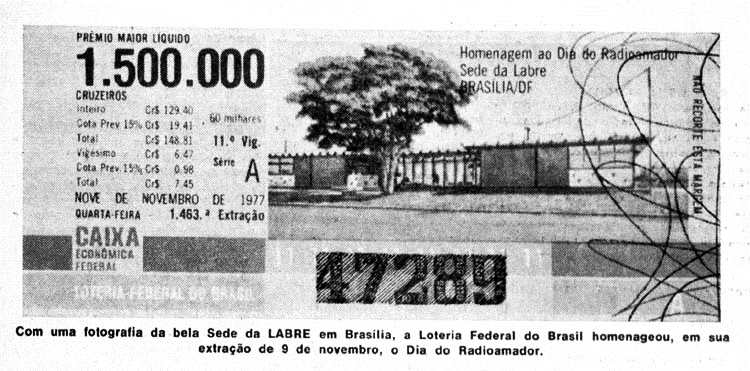 PRÊMIO MAIOR LÍQUIDO
1.500.000
CRUZEIROS
Inteiro Cr$ 129.40
Cota Prev 15% Cr$ 19.41
Total Cr$ 148.81
Vigésimo Cr$ 6.47
Cota Prev. 15% Cr$ 0.98
Total Cr$ 7.45
60 milhares
11.º Vig.
Série A
NOVE DE NOVEMBRO DE 1977
QUARTA-FEIRA - 1.463.ª Extração
CAIXA
ECONÔMICA
FEDERAL
LOTERIA FEDERAL DO BRASIL
Homenagem ao Dia do Radioamador
Sede da Labre
BRASÍLIA/DF
NÃO RECORTE ESTA MARGEM
11
11
47289
A
Com uma fotografia da bela Sede da LABRE em Brasília, a Loteria Federal do Brasil homenageou, em sua
extração de 9 de novembro, o Dia do Radioamador.